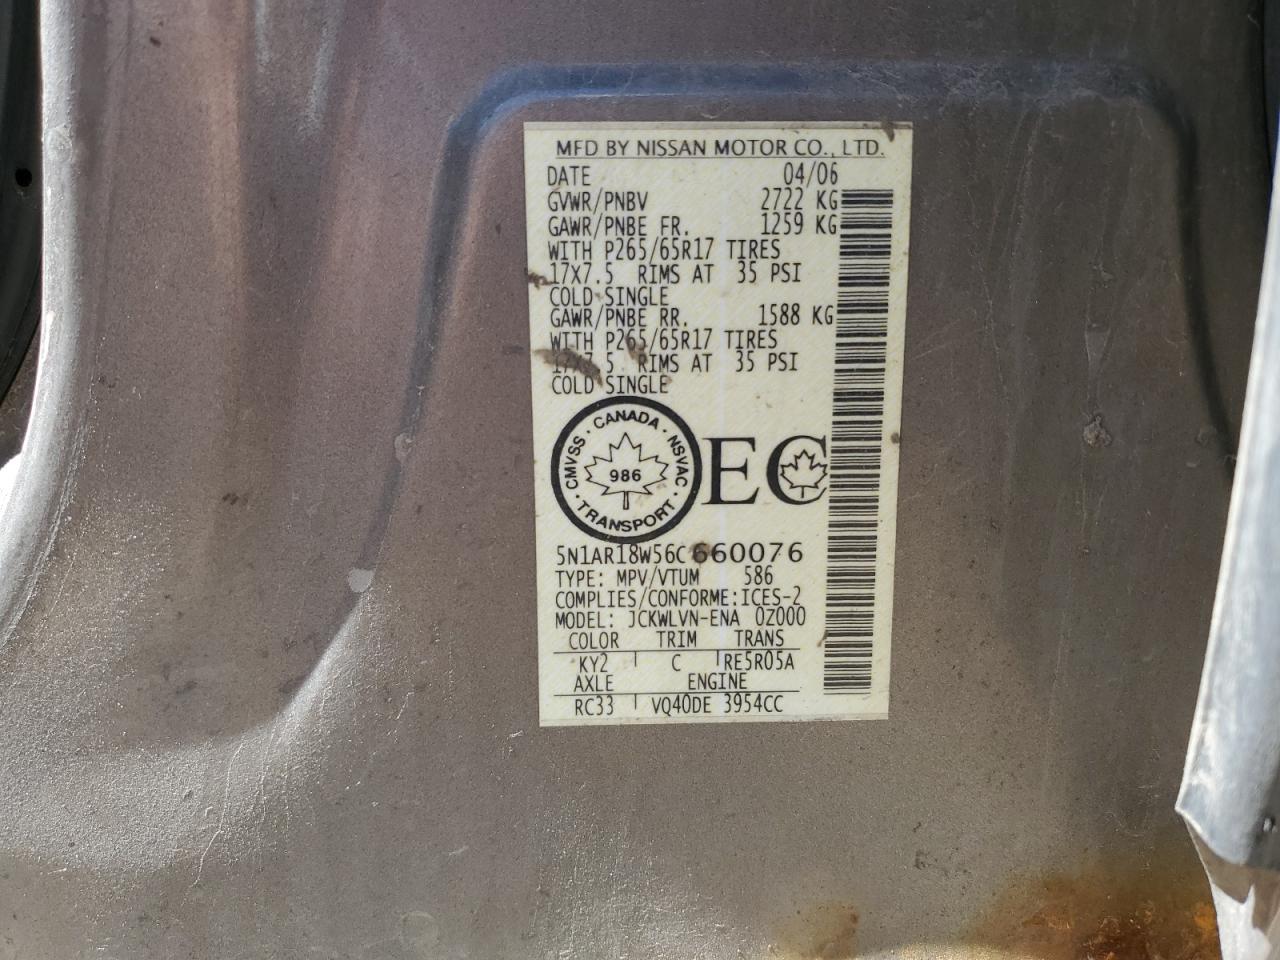 MFD BY NISSAN MOTOR CO., LTD.
DATE 04/06
GVWR/PNBV 2722 KG
GAWR/PNBE FR. 1259 KG
WITH P265/65R17 TIRES
17X7.5 RIMS AT 35 PSI
COLD SINGLE
GAWR/PNBE RR. 1588 KG
WITH P265/65R17 TIRES
17X7.5 RIMS AT 35 PSI
COLD SINGLE
CMVSS · CANADA · NSVAC · TRANSPORT ·
986
EC
5N1AR18W56C660076
TYPE: MPV/VTUM 586
COMPLIES/CONFORME:ICES-2
MODEL: JCKWLVN-ENA 0Z000
COLOR TRIM TRANS
KY2 C RE5R05A
AXLE ENGINE
RC33 VQ40DE 3954CC